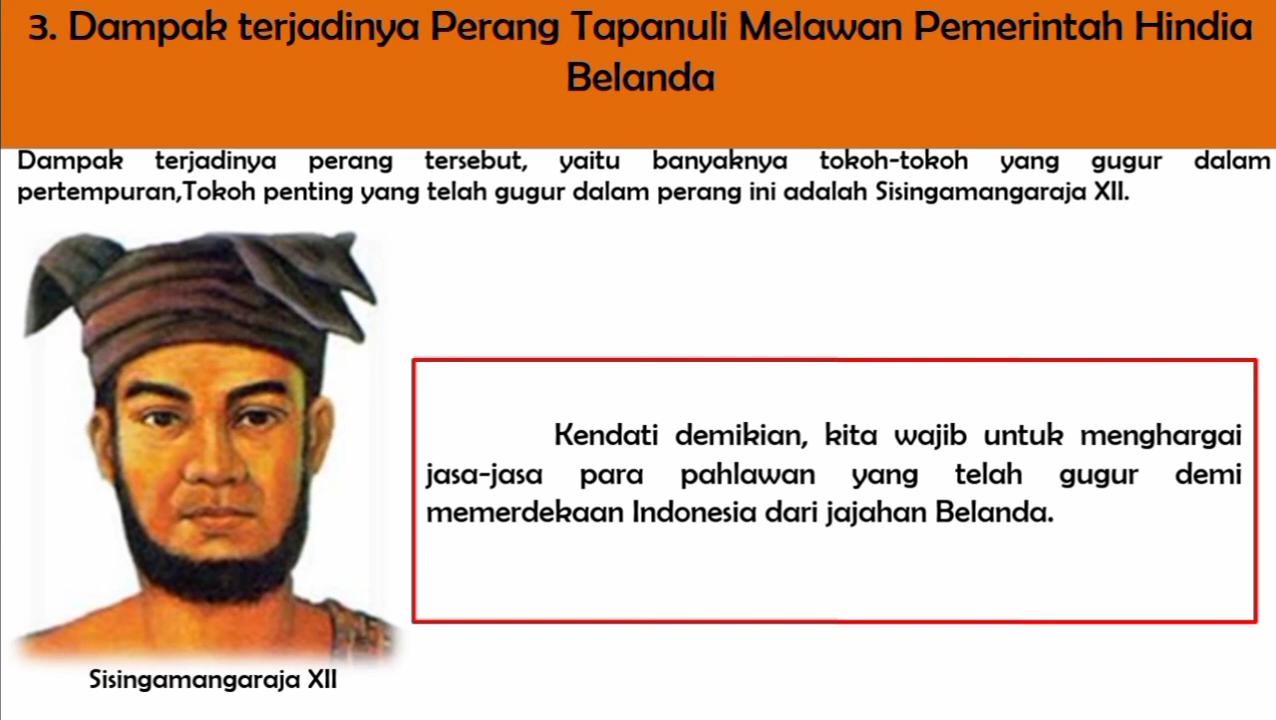 3. Dampak terjadinya Perang Tapanuli Melawan Pemerintah Hindia
Belanda
Dampak terjadinya perang tersebut, yaitu banyaknya tokoh-tokoh yang gugur dalam
pertempuran,Tokoh penting yang telah gugur dalam perang ini adalah Sisingamangaraja XII.
Kendati demikian, kita wajib untuk menghargai
jasa-jasa para pahlawan yang telah gugur demi
memerdekaan Indonesia dari jajahan Belanda.
Sisingamangaraja XII